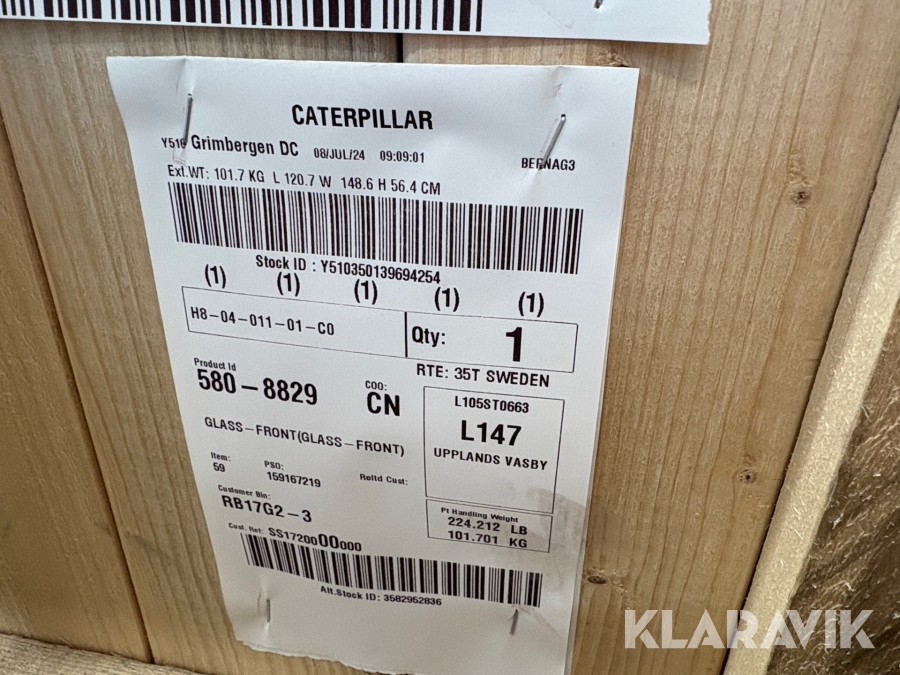 CATERPILLAR
Y510 Grimbergen DC 08/JUL/24 09:09:01 BERNAG3
Ext.WT: 101.7 KG L 120.7 W 148.6 H 56.4 CM
Stock ID : Y510350139694254
(1) (1) (1) (1) (1)
H8-04-011-01-C0 Qty: 1
RTE: 35T SWEDEN
Product Id
580-8829 COO: CN
L105ST0663
L147
UPPLANDS VASBY
GLASS-FRONT(GLASS-FRONT)
Item: 59 PSO: 159167219 Reltd Cust:
Customer Bin:
RB17G2-3
Pt Handling Weight
224.212 LB
101.701 KG
Cust. Ref: SS1720000000
Alt.Stock ID: 3582952836
KLARAVIK